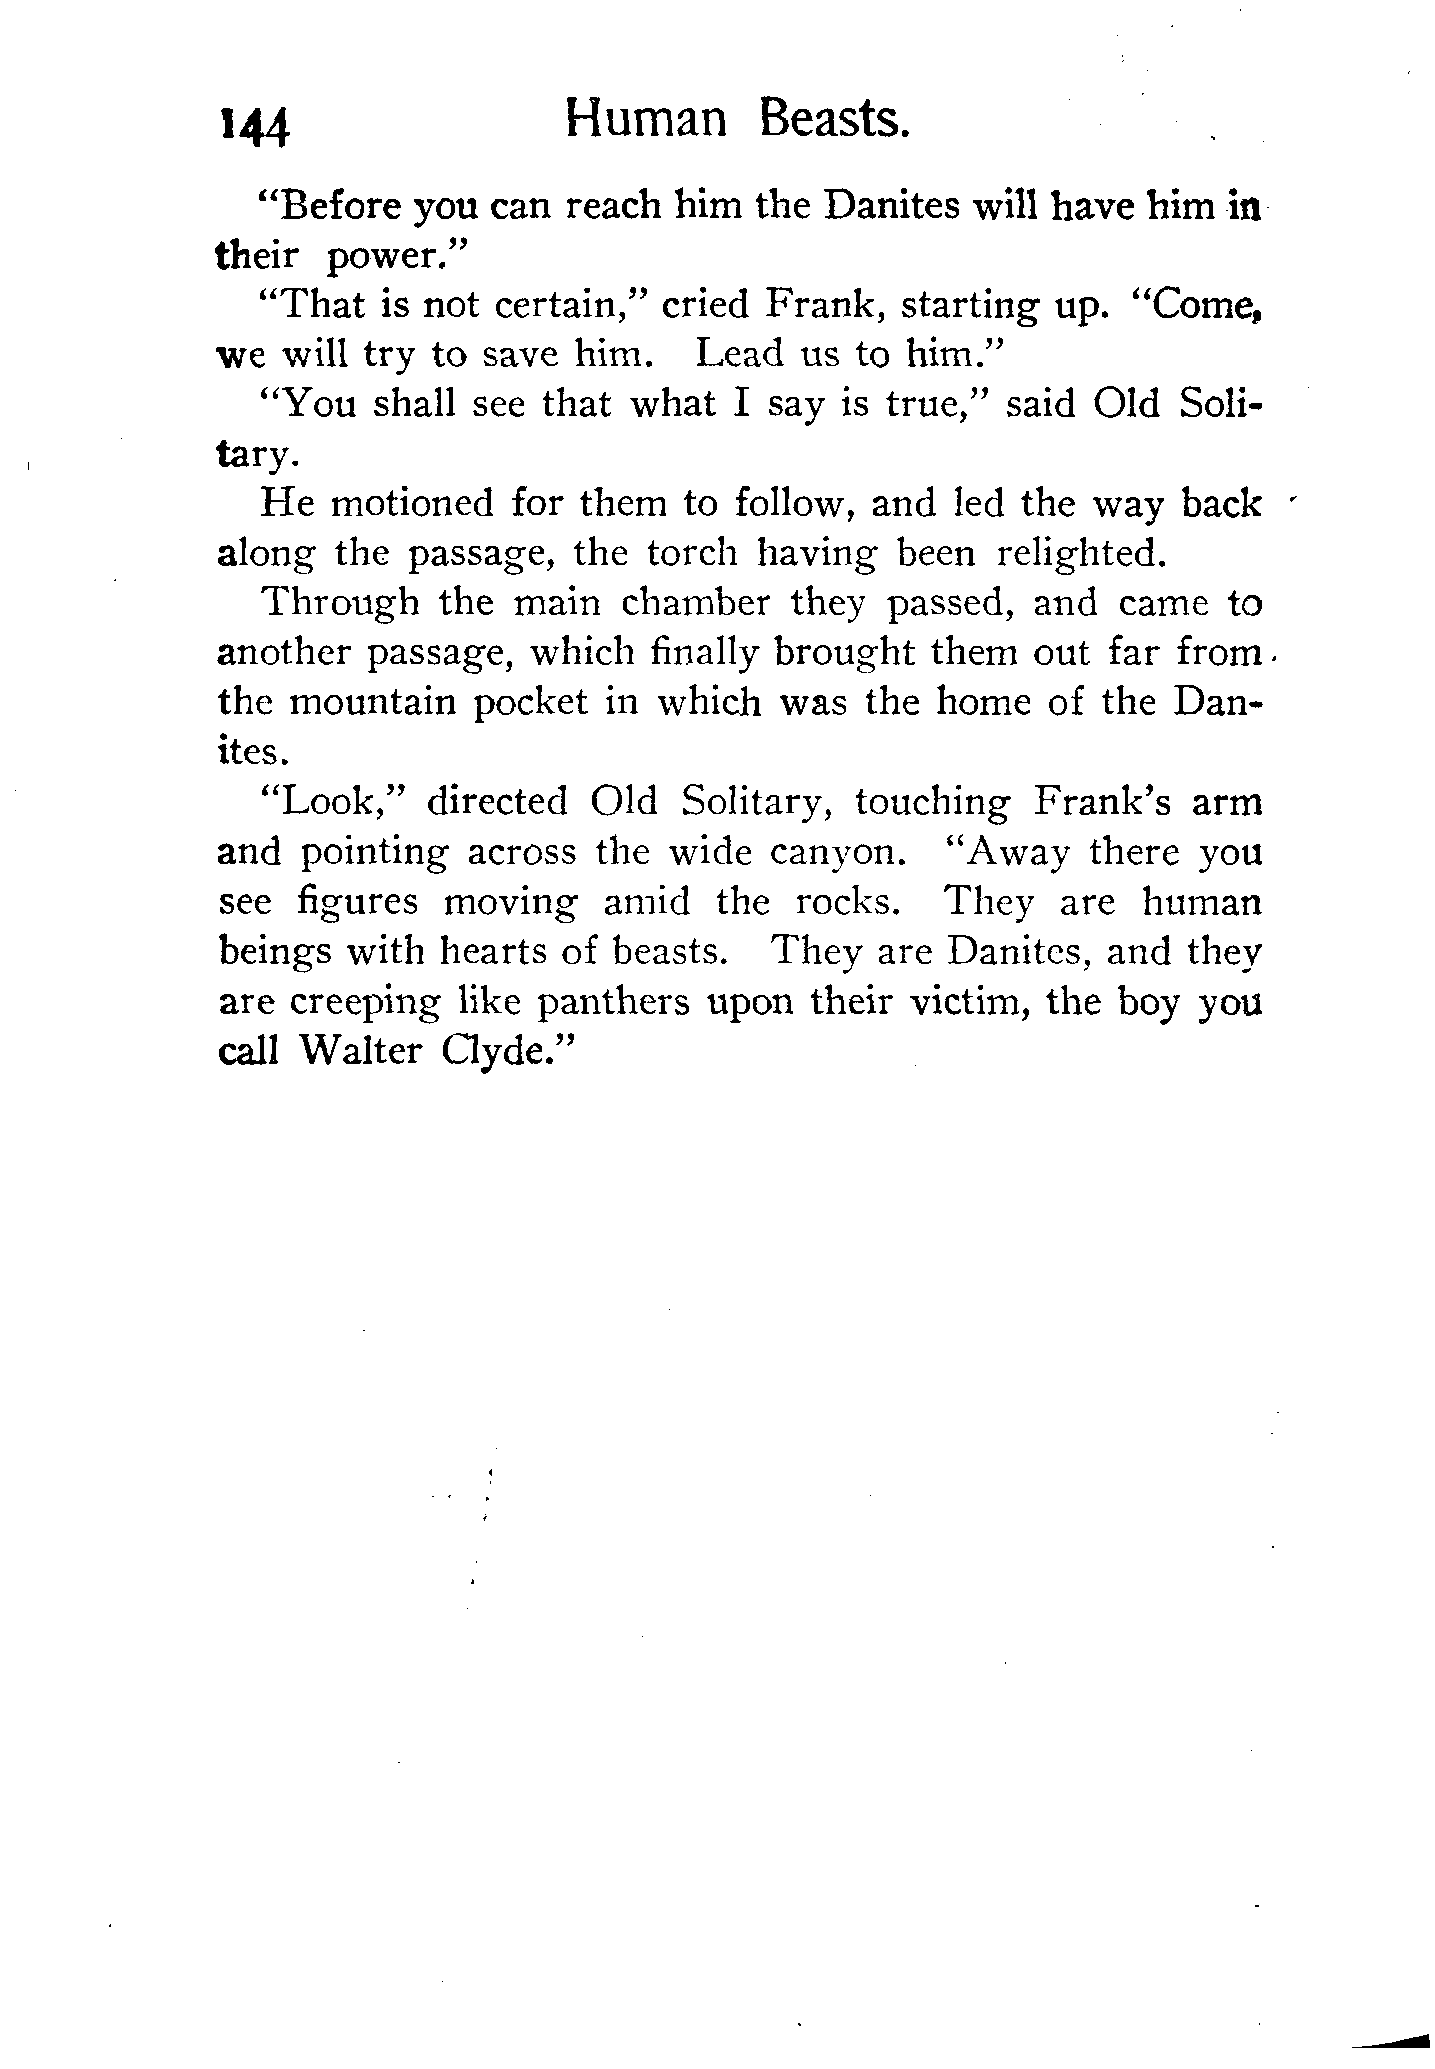 144 Human Beasts.
“Before you can reach him the Danites will have him in
their power.”
“That is not certain,” cried Frank, starting up. “Come,
we will try to save him. Lead us to him.”
“You shall see that what I say is true,” said Old Soli-
tary.
He motioned for them to follow, and led the way back
along the passage, the torch having been relighted.
Through the main chamber they passed, and came to
another passage, which finally brought them out far from
the mountain pocket in which was the home of the Dan-
ites.
“Look,” directed Old Solitary, touching Frank’s arm
and pointing across the wide canyon. “Away there you
see figures moving amid the rocks. They are human
beings with hearts of beasts. They are Danites, and they
are creeping like panthers upon their victim, the boy you
call Walter Clyde.”